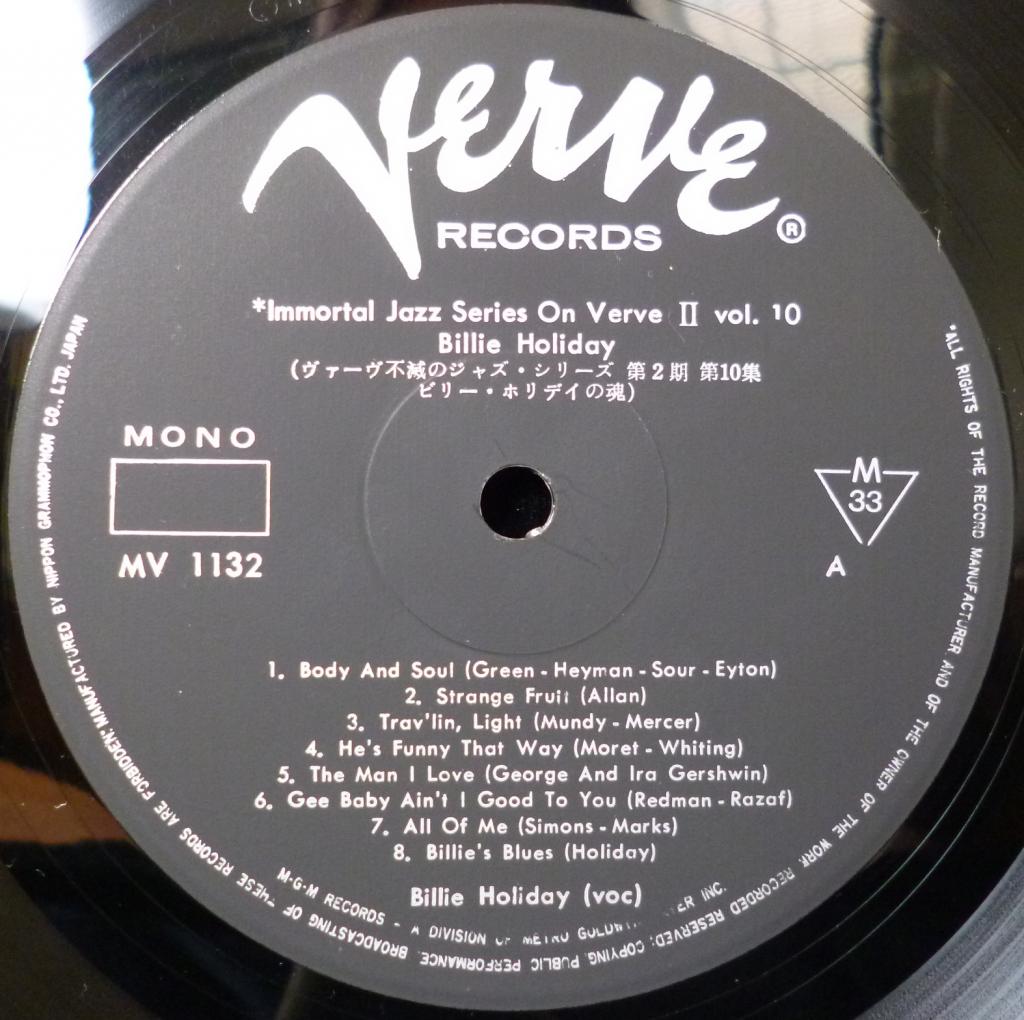 Verve
RECORDS ®
*Immortal Jazz Series On Verve II vol. 10
Billie Holiday
(ヴァーヴ不滅のジャズ・シリーズ 第2期 第10集
ビリー・ホリデイの魂)
MONO
MV 1132
M
33
A
1. Body And Soul (Green - Heyman - Sour - Eyton)
2. Strange Fruit (Allan)
3. Trav'lin, Light (Mundy - Mercer)
4. He's Funny That Way (Moret - Whiting)
5. The Man I Love (George And Ira Gershwin)
6. Gee Baby Ain't I Good To You (Redman - Razaf)
7. All Of Me (Simons - Marks)
8. Billie's Blues (Holiday)
Billie Holiday (voc)
M-G-M RECORDS - A DIVISION OF METRO INC.
*ALL RIGHTS OF THE RECORD MANUFACTURER AND OF THE OWNER OF THE WORK RECORDED RESERVED: COPYING, PUBLIC PERFORMANCE, BROADCASTING OF THESE RECORDS ARE FORBIDDEN: MANUFACTURED BY NIPPON GRAMMOPHON CO., LTD. JAPAN